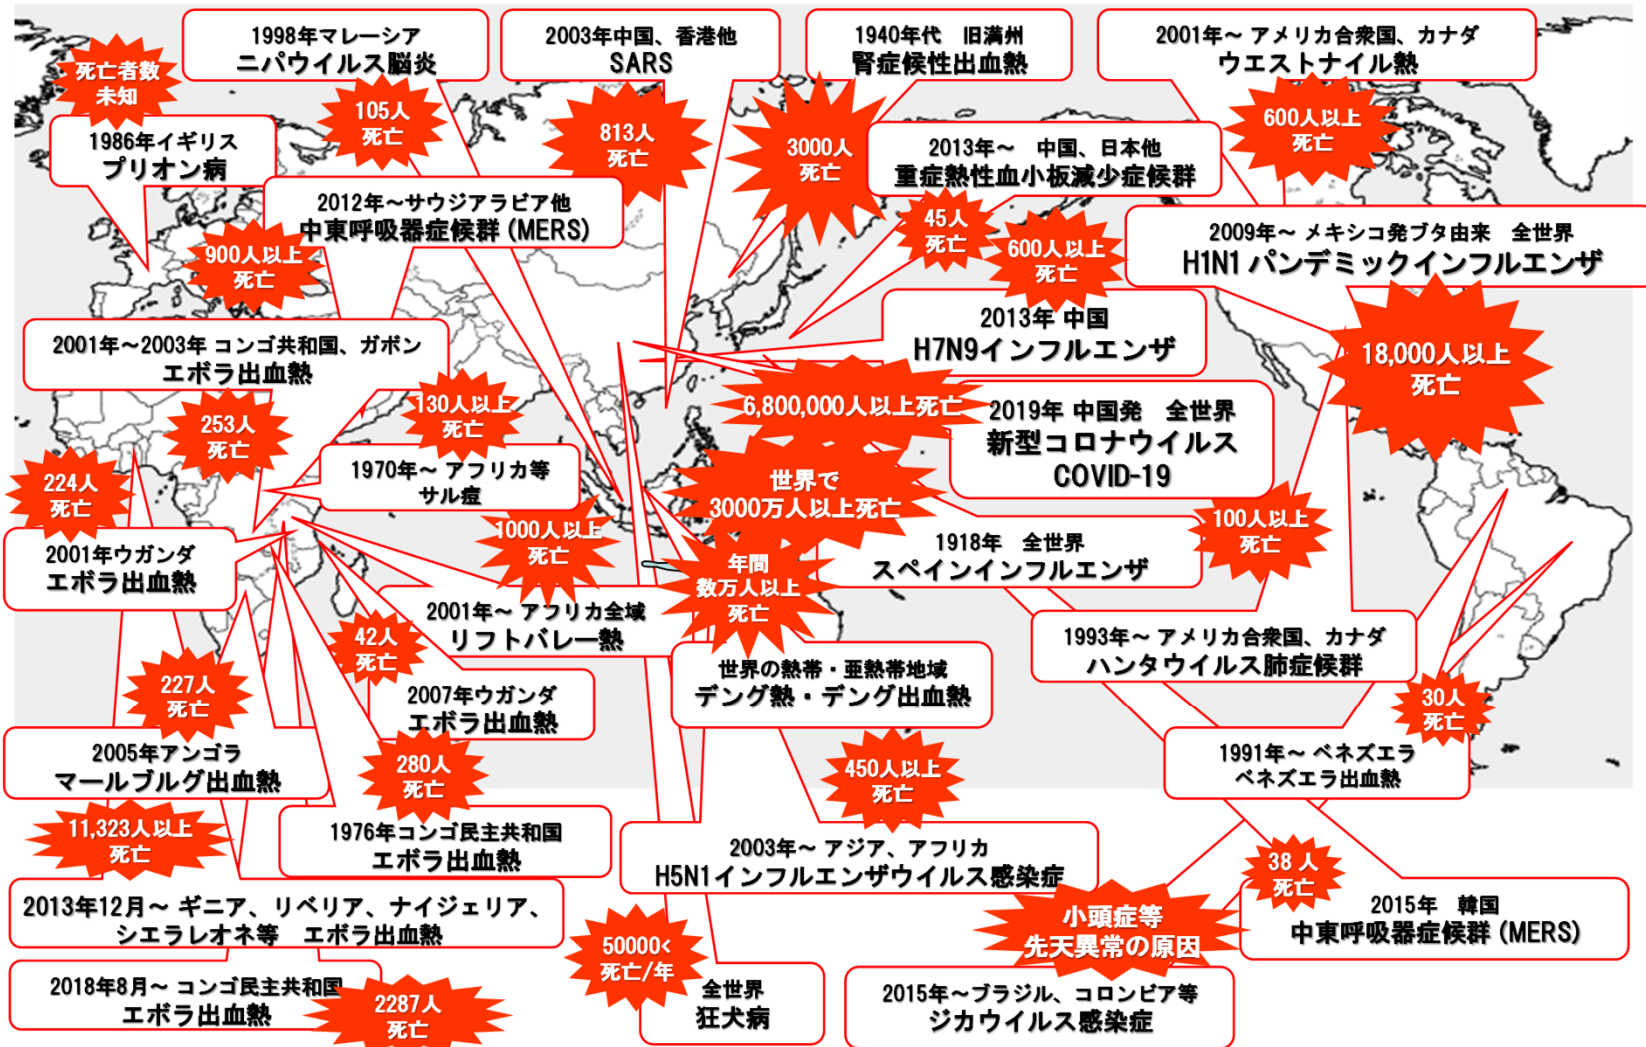 1998年マレーシア
ニパウイルス脳炎
105人
死亡
2003年中国、香港他
SARS
813人
死亡
1940年代　旧満州
腎症候性出血熱
3000人
死亡
2001年～ アメリカ合衆国、カナダ
ウエストナイル熱
600人以上
死亡
死亡者数
未知
1986年イギリス
プリオン病
2012年～サウジアラビア他
中東呼吸器症候群(MERS)
900人以上
死亡
2013年～　中国、日本他
重症熱性血小板減少症候群
45人
死亡
600人以上
死亡
2009年～ メキシコ発ブタ由来　全世界
H1N1 パンデミックインフルエンザ
18,000人以上
死亡
2013年 中国
H7N9インフルエンザ
2001年～2003年 コンゴ共和国、ガボン
エボラ出血熱
253人
死亡
130人以上
死亡
6,800,000人以上死亡
2019年 中国発　全世界
新型コロナウイルス
COVID-19
1970年～ アフリカ等
サル痘
世界で
3000万人以上死亡
224人
死亡
1000人以上
死亡
100人以上
死亡
2001年ウガンダ
エボラ出血熱
1918年　全世界
スペインインフルエンザ
年間
数万人以上
死亡
2001年～ アフリカ全域
リフトバレー熱
42人
死亡
1993年～ アメリカ合衆国、カナダ
ハンタウイルス肺症候群
世界の熱帯・亜熱帯地域
デング熱・デング出血熱
227人
死亡
2007年ウガンダ
エボラ出血熱
30人
死亡
2005年アンゴラ
マールブルグ出血熱
280人
死亡
450人以上
死亡
1991年～ ベネズエラ
ベネズエラ出血熱
11,323人以上
死亡
1976年コンゴ民主共和国
エボラ出血熱
2003年～ アジア、アフリカ
H5N1インフルエンザウイルス感染症
38 人
死亡
2013年12月～ ギニア、リベリア、ナイジェリア、
シエラレオネ等　エボラ出血熱
小頭症等
先天異常の原因
2015年　韓国
中東呼吸器症候群(MERS)
50000<
死亡/年
2018年8月～ コンゴ民主共和国
エボラ出血熱
2287人
死亡
全世界
狂犬病
2015年～ブラジル、コロンビア等
ジカウイルス感染症